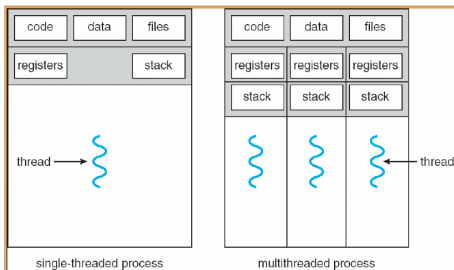 code data files code data files
registers stack registers registers registers
stack stack stack
thread thread
single-threaded process multithreaded process